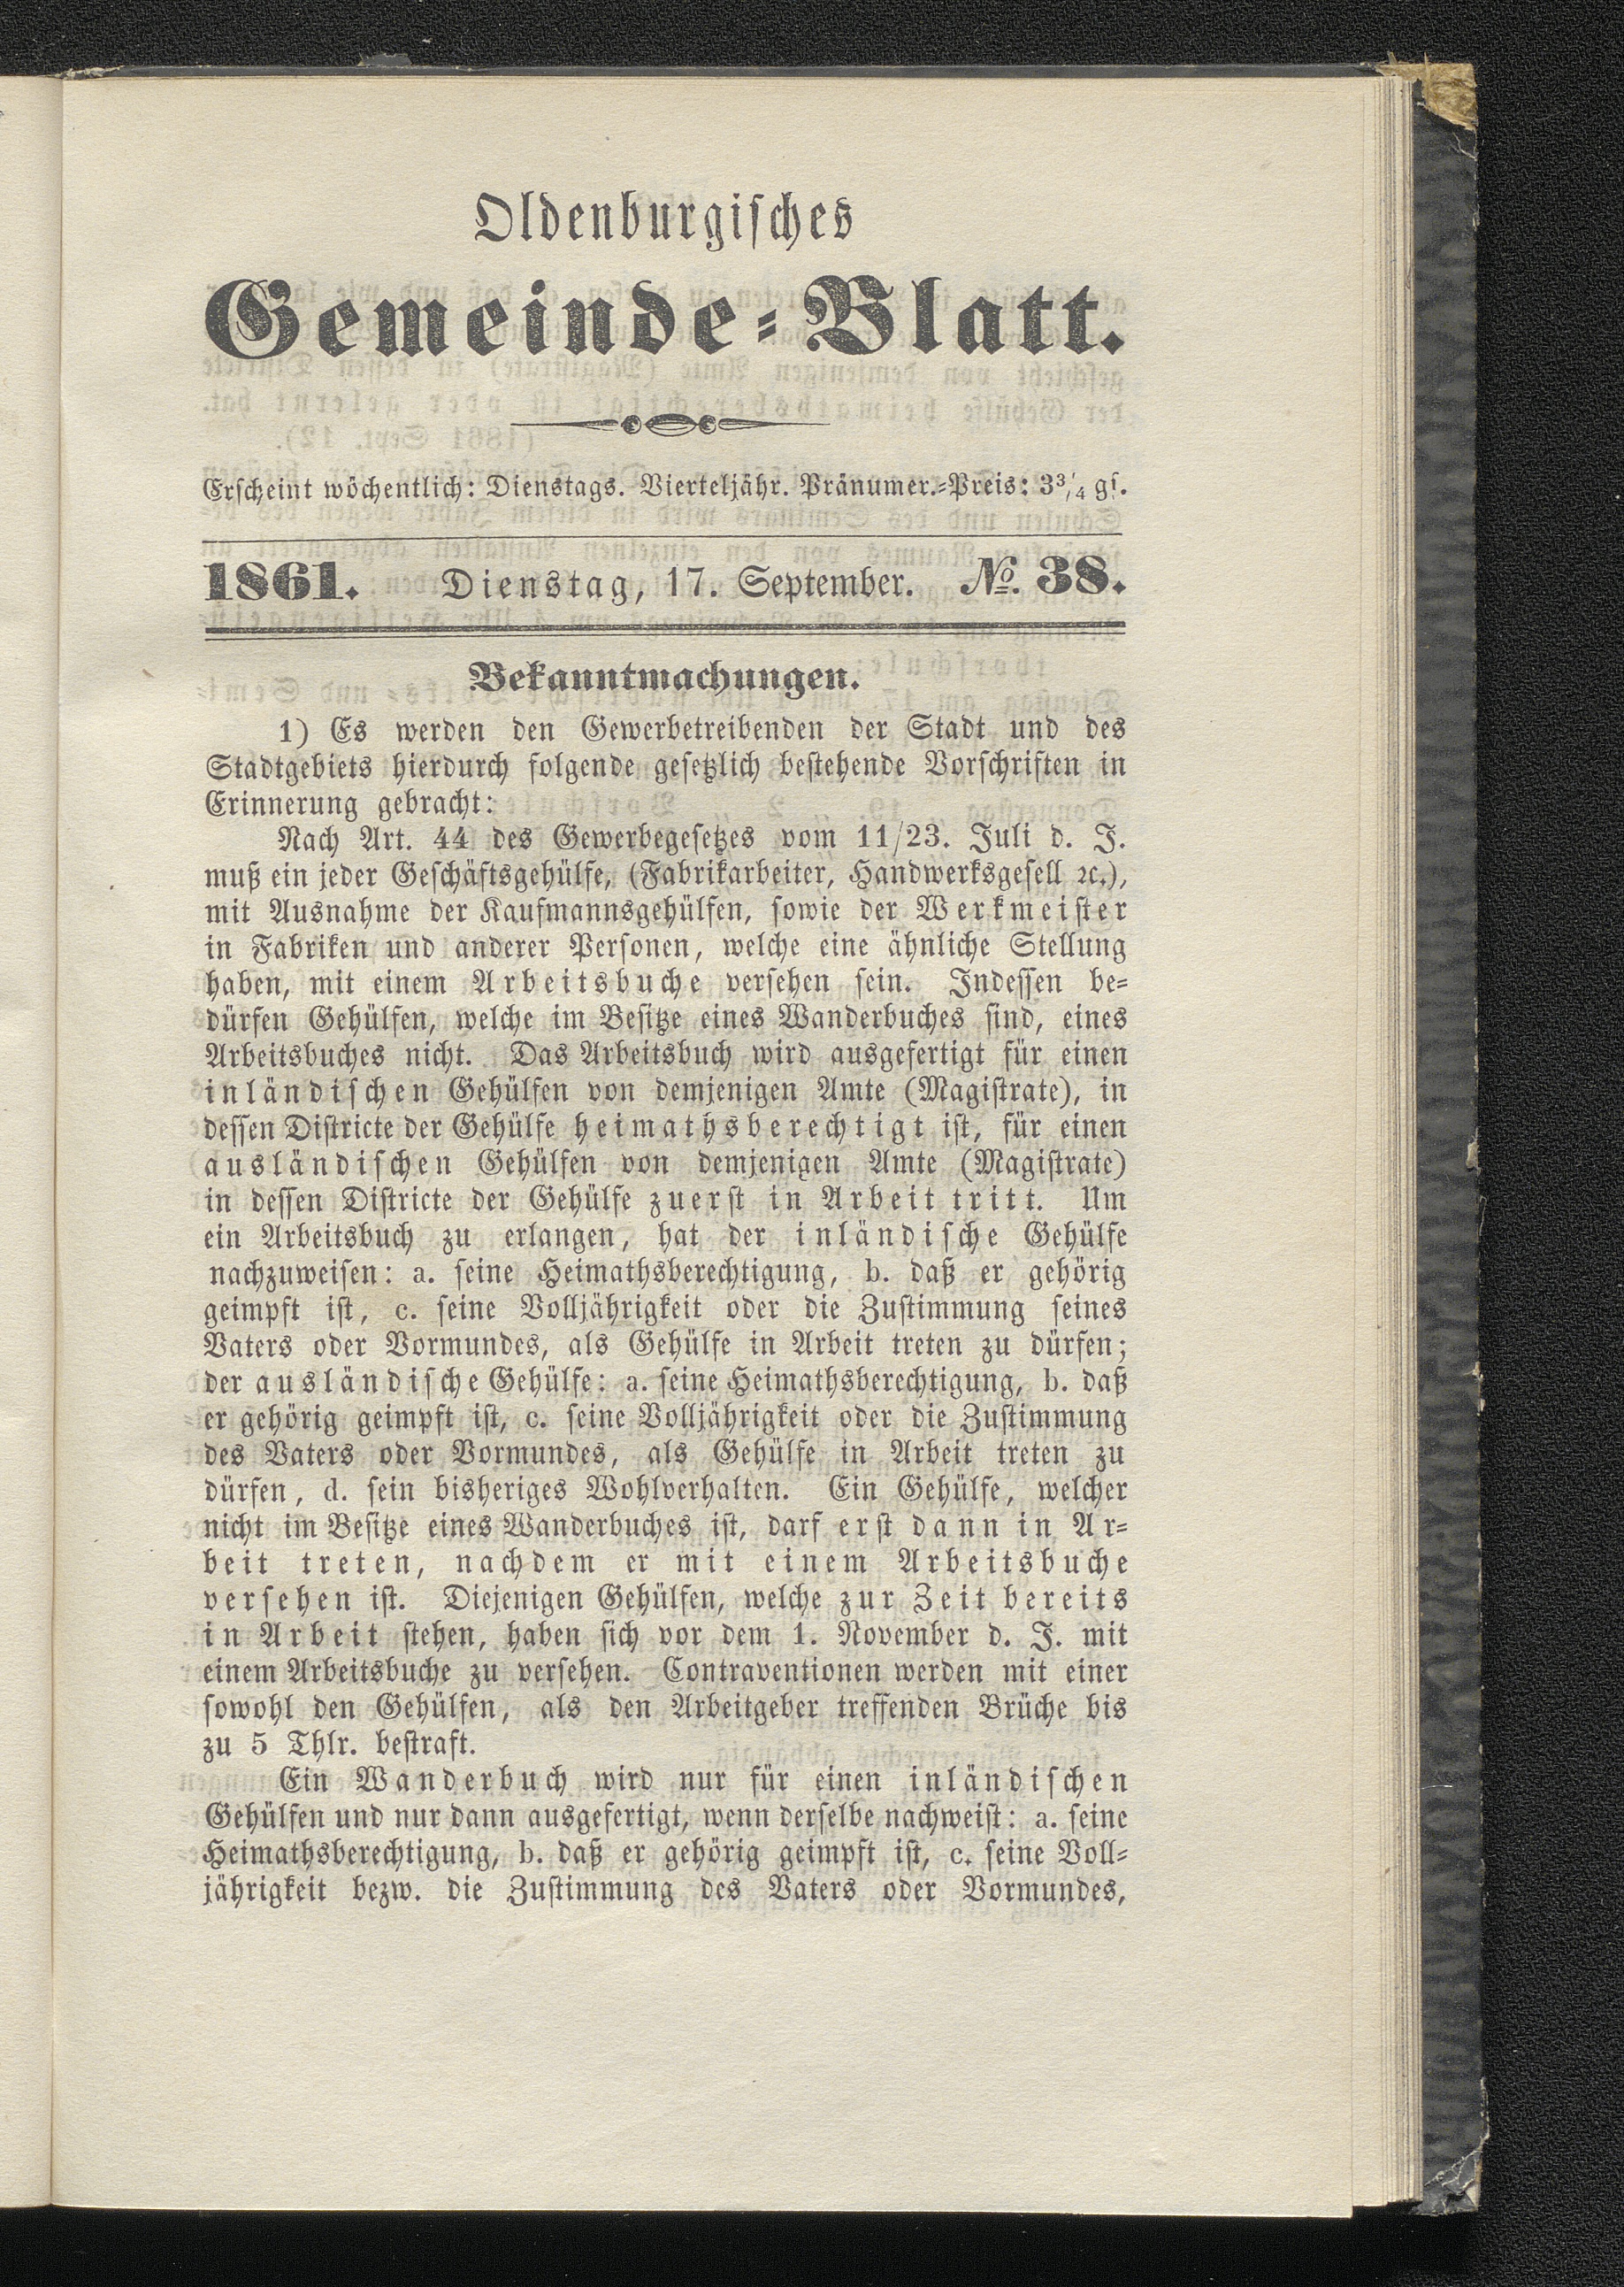 Oldenburgisches
Gemeinde-Blatt.
Erscheint wöchentlich: Dienstags. Vierteljähr. Pränumer.-Preis: 3¾ gſ.
1861. Dienstag, 17. September. No. 38.
Bekanntmachungen.
1) Es werden den Gewerbetreibenden der Stadt und des
Stadtgebiets hierdurch folgende gesetzlich bestehende Vorschriften in
Erinnerung gebracht:
Nach Art. 44 des Gewerbegesetzes vom 11/23. Juli d. J.
muß ein jeder Geschäftsgehülfe, (Fabrikarbeiter, Handwerksgesell ꝛc.),
mit Ausnahme der Kaufmannsgehülfen, sowie der Werkmeister
in Fabriken und anderer Personen, welche eine ähnliche Stellung
haben, mit einem Arbeitsbuche versehen sein. Indessen be-
dürfen Gehülfen, welche im Besitze eines Wanderbuches sind, eines
Arbeitsbuches nicht. Das Arbeitsbuch wird ausgefertigt für einen
inländischen Gehülfen von demjenigen Amte (Magistrate), in
dessen Districte der Gehülfe heimathsberechtigt ist, für einen
ausländischen Gehülfen von demjenigen Amte (Magistrate)
in dessen Districte der Gehülfe zuerst in Arbeit tritt. Um
ein Arbeitsbuch zu erlangen, hat der inländische Gehülfe
nachzuweisen: a. seine Heimathsberechtigung, b. daß er gehörig
geimpft ist, c. seine Volljährigkeit oder die Zustimmung seines
Vaters oder Vormundes, als Gehülfe in Arbeit treten zu dürfen;
der ausländische Gehülfe: a. seine Heimathsberechtigung, b. daß
er gehörig geimpft ist, c. seine Volljährigkeit oder die Zustimmung
des Vaters oder Vormundes, als Gehülfe in Arbeit treten zu
dürfen, d. sein bisheriges Wohlverhalten. Ein Gehülfe, welcher
nicht im Besitze eines Wanderbuches ist, darf erst dann in Ar-
beit treten, nachdem er mit einem Arbeitsbuche
versehen ist. Diejenigen Gehülfen, welche zur Zeit bereits
in Arbeit stehen, haben sich vor dem 1. November d. J. mit
einem Arbeitsbuche zu versehen. Contraventionen werden mit einer
sowohl den Gehülfen, als den Arbeitgeber treffenden Brüche bis
zu 5 Thlr. bestraft.
Ein Wanderbuch wird nur für einen inländischen
Gehülfen und nur dann ausgefertigt, wenn derselbe nachweist: a. seine
Heimathsberechtigung, b. daß er gehörig geimpft ist, c. seine Voll-
jährigkeit bezw. die Zustimmung des Vaters oder Vormundes,